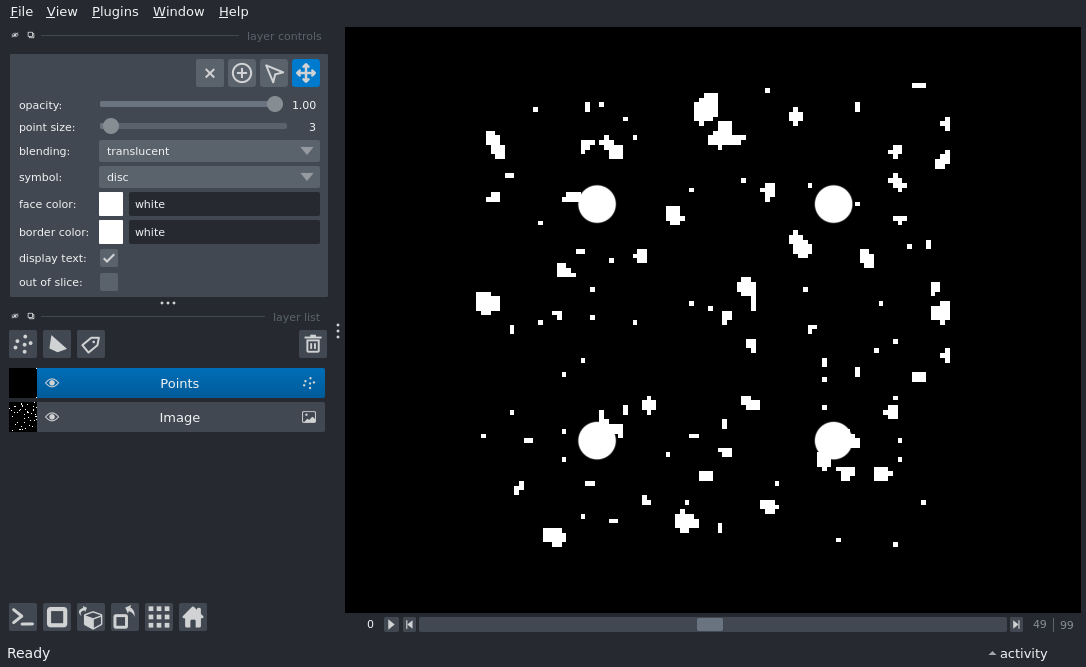 File View Plugins Window Help
layer controls
opacity: 1.00
point size: 3
blending: translucent
symbol: disc
face color: white
border color: white
display text:
out of slice:
layer list
Points
Image
0 49 | 99
Ready activity